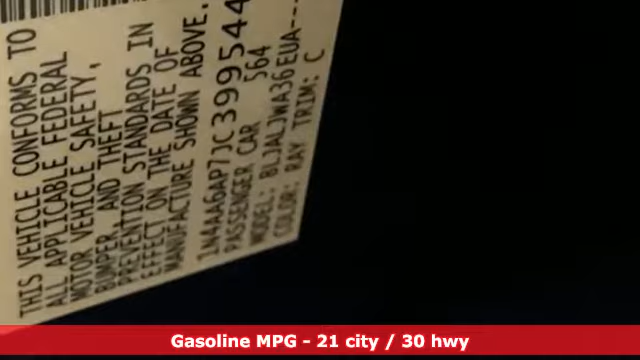 THIS VEHICLE CONFORMS TO
ALL APPLICABLE FEDERAL
MOTOR VEHICLE SAFETY,
BUMPER, AND THEFT
PREVENTION STANDARDS IN
EFFECT ON THE DATE OF
MANUFACTURE SHOWN ABOVE.
1N4AA6AP7JC399544
PASSENGER CAR 564
MODEL: BLJALJWA36EUA---
COLOR: RAY TRIM: C
Gasoline MPG - 21 city / 30 hwy